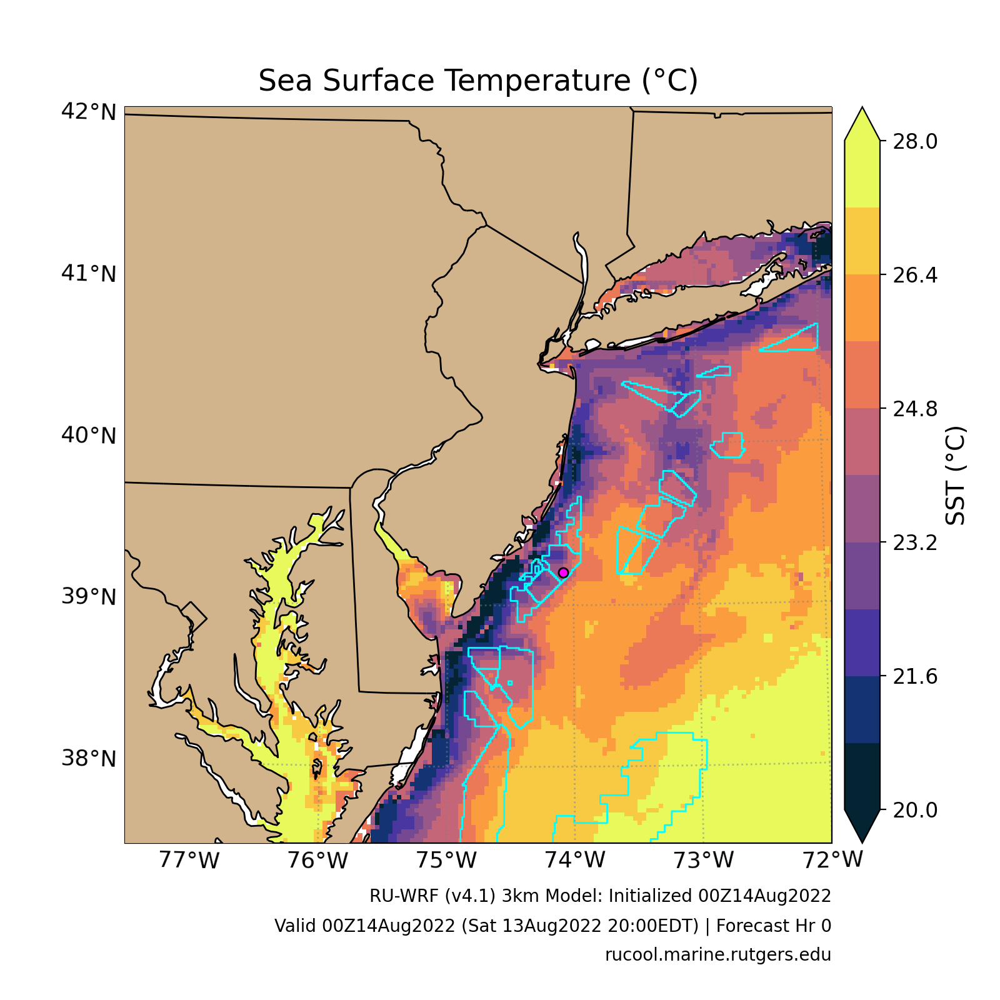 Sea Surface Temperature (°C)
42°N
41°N
40°N
39°N
38°N
77°W
76°W
75°W
74°W
73°W
72°W
28.0
26.4
24.8
23.2
21.6
20.0
SST (°C)
RU-WRF (v4.1) 3km Model: Initialized 00Z14Aug2022
Valid 00Z14Aug2022 (Sat 13Aug2022 20:00EDT) | Forecast Hr 0
rucool.marine.rutgers.edu